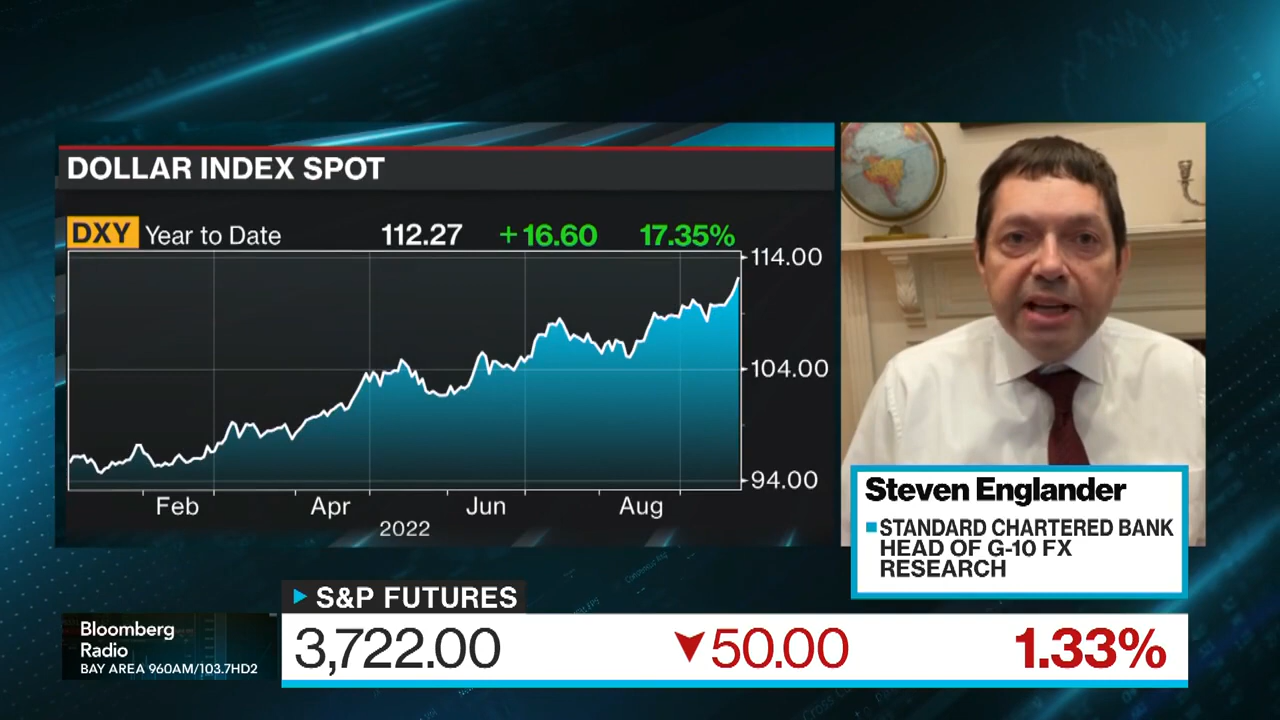 DOLLAR INDEX SPOT
DXY Year to Date 112.27 +16.60 17.35%
114.00
104.00
94.00
Feb Apr Jun Aug
2022
Steven Englander
STANDARD CHARTERED BANK
HEAD OF G-10 FX
RESEARCH
S&P FUTURES
3,722.00 50.00 1.33%
Bloomberg
Radio
BAY AREA 960AM/103.7HD2